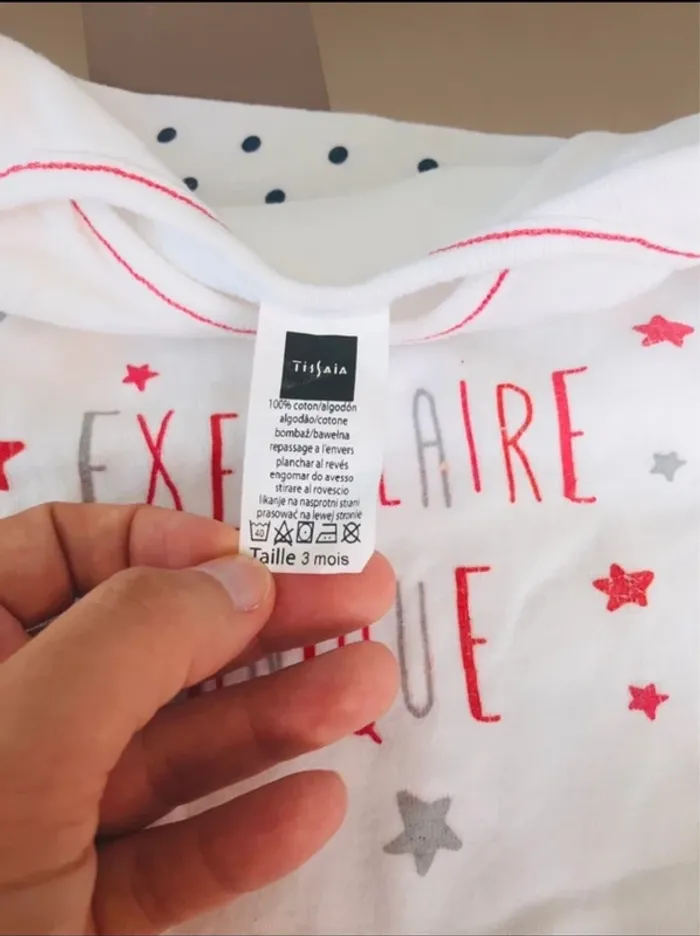 TISSAIA
100% coton/algodón
algodão/cotone
bombaž/bawełna
repassage a l'envers
planchar al revés
engomar do avesso
stirare al rovescio
likanje na nasprotni strani
prasować na lewej stronie
40
Taille 3 mois